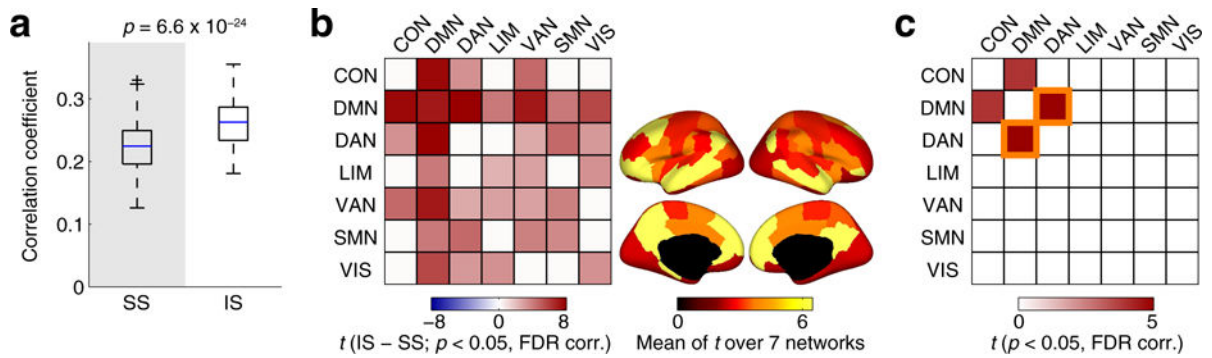 a
p = 6.6 x 10⁻²⁴
Correlation coefficient
0.3
0.2
0.1
0
SS
IS
b
CON
DMN
DAN
LIM
VAN
SMN
VIS
CON
DMN
DAN
LIM
VAN
SMN
VIS
−8
0
8
t (IS − SS; p < 0.05, FDR corr.)
0
6
Mean of t over 7 networks
c
CON
DMN
DAN
LIM
VAN
SMN
VIS
CON
DMN
DAN
LIM
VAN
SMN
VIS
0
5
t (p < 0.05, FDR corr.)